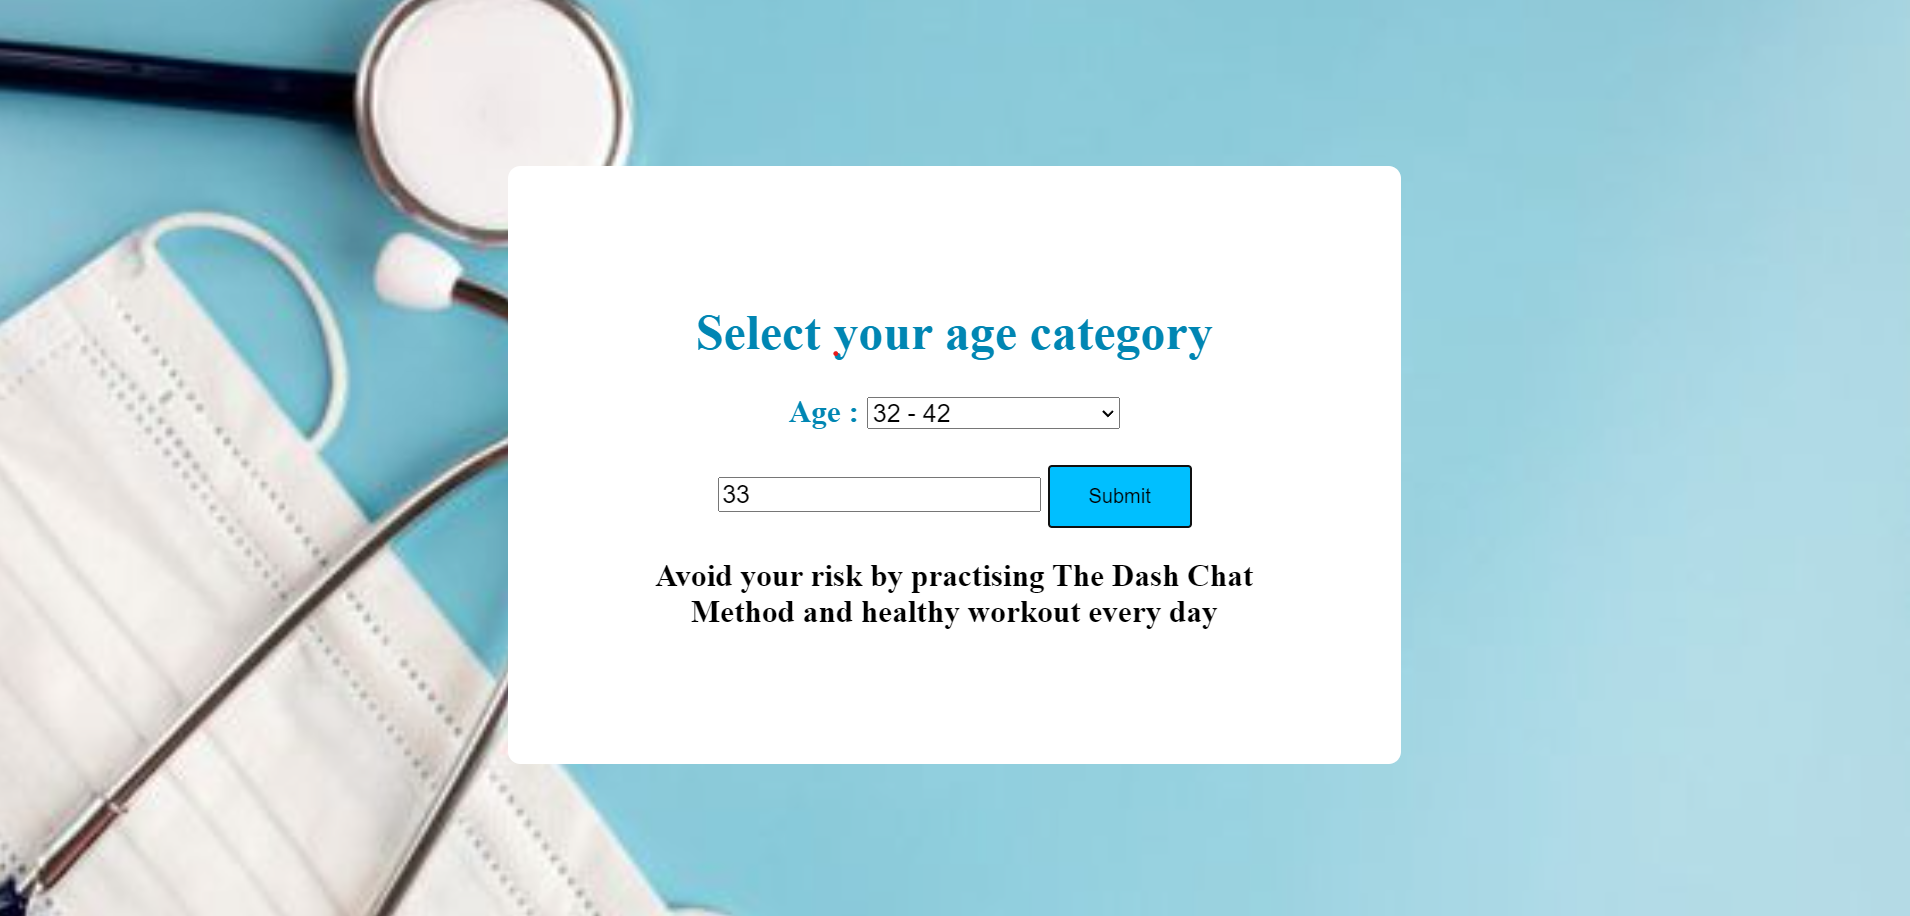 Select your age category
Age : 32 - 42
33 Submit
Avoid your risk by practising The Dash Chat
Method and healthy workout every day